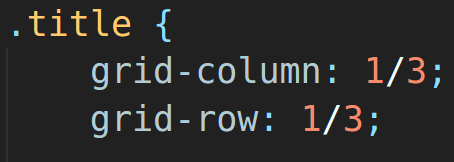 .title {
grid-column: 1/3;
grid-row: 1/3;